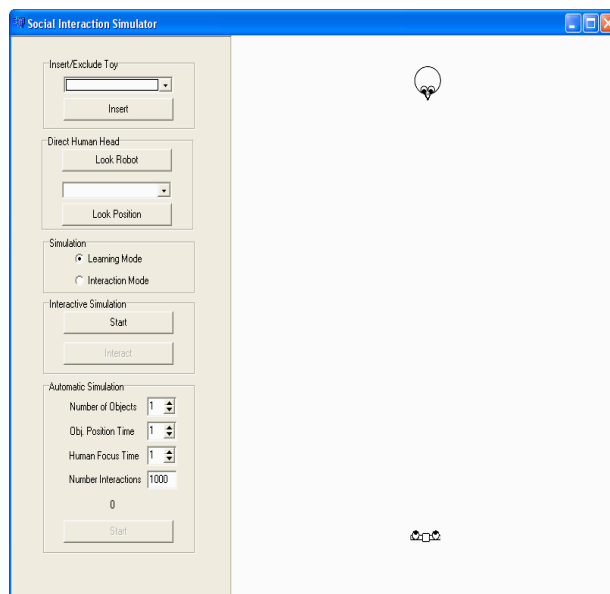 Social Interaction Simulator
Insert/Exclude Toy
Insert
Direct Human Head
Look Robot
Look Position
Simulation
Learning Mode
Interaction Mode
Interactive Simulation
Start
Interact
Automatic Simulation
Number of Objects 1
Obj. Position Time 1
Human Focus Time 1
Number Interactions 1000
0
Start